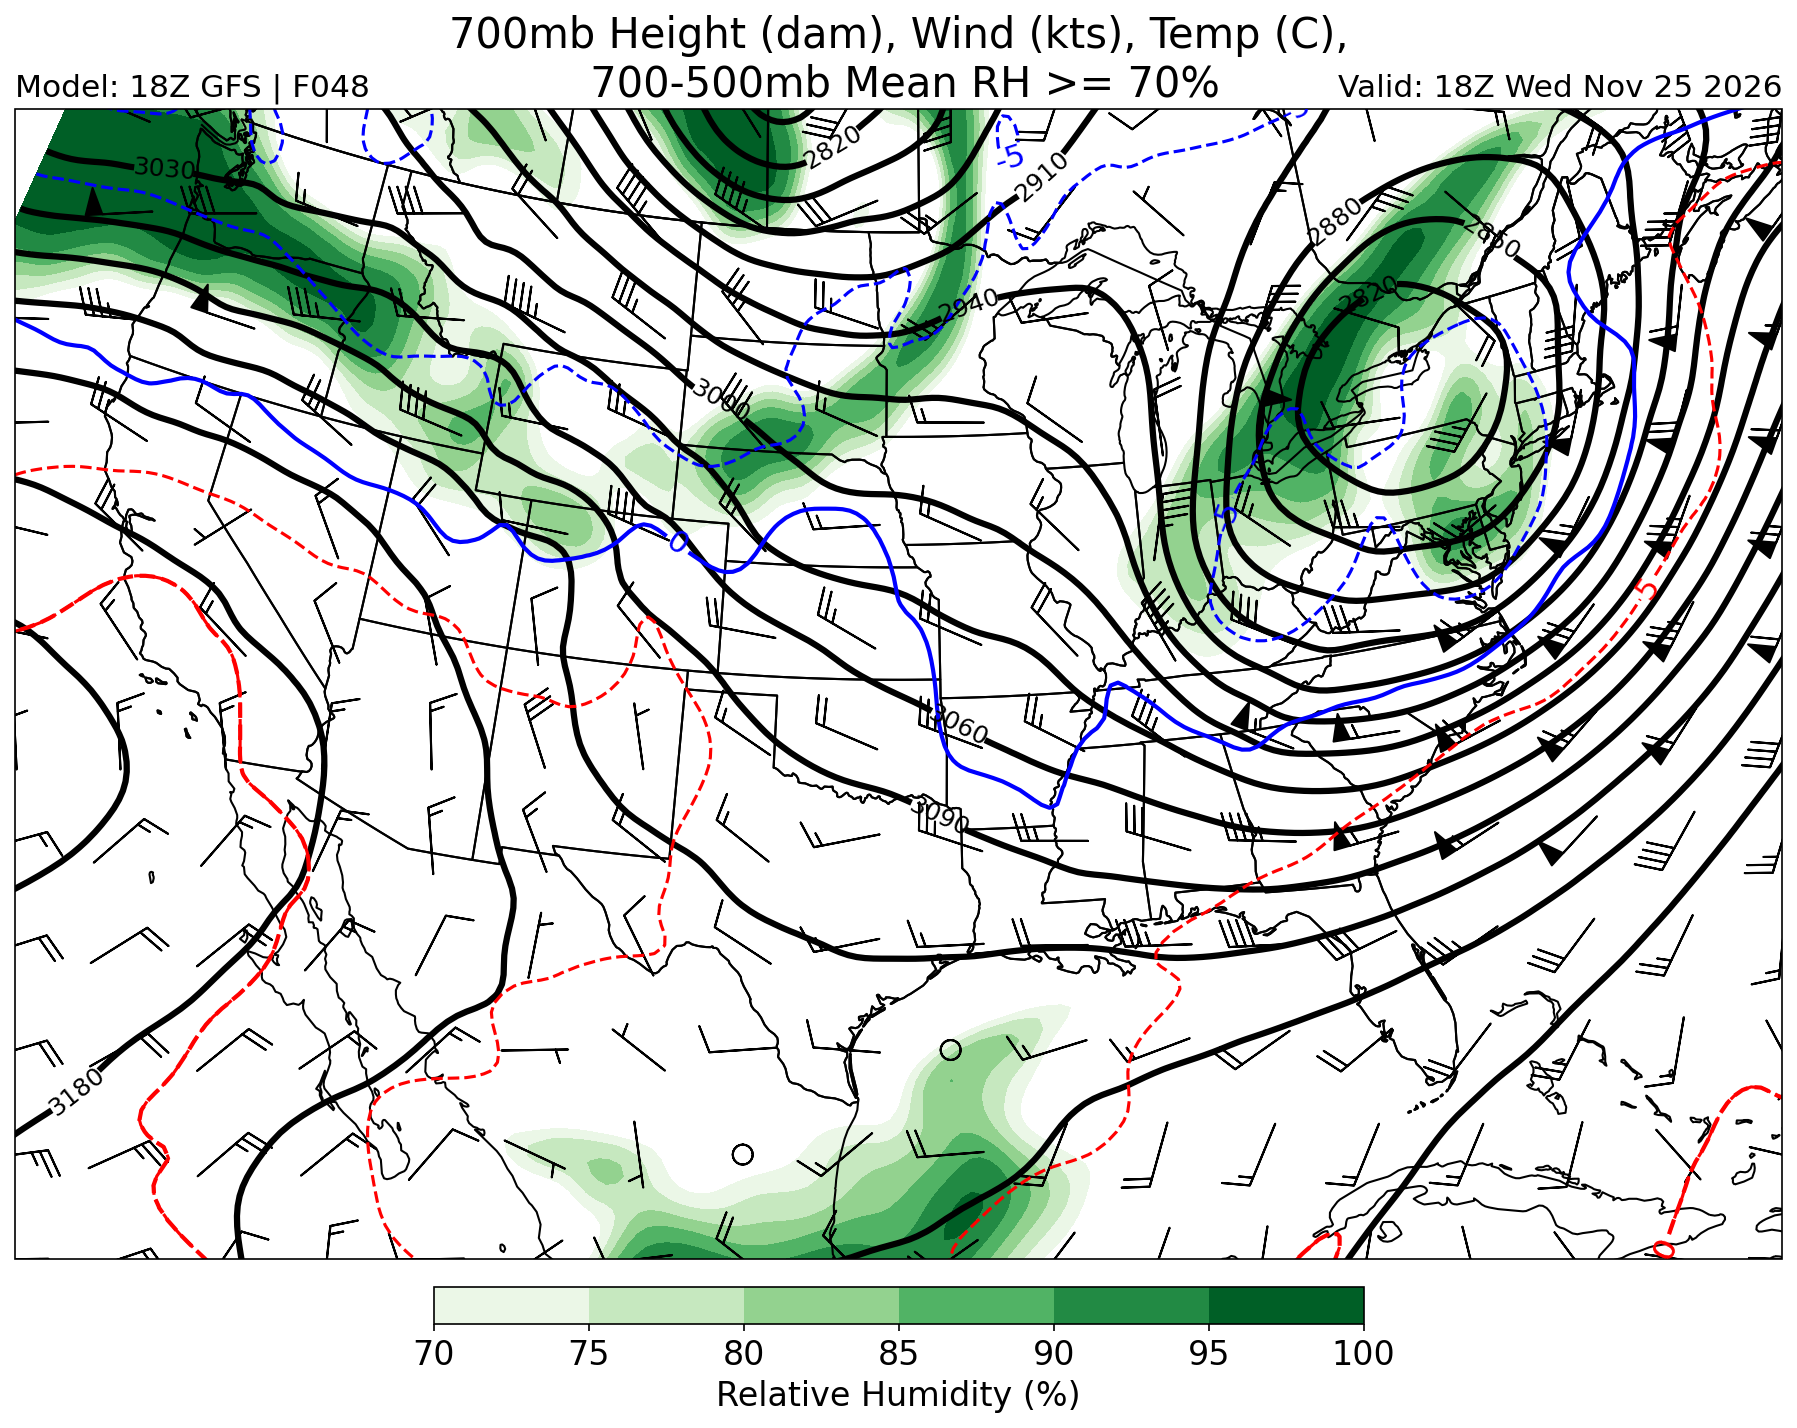 700mb Height (dam), Wind (kts), Temp (C),
Model: 18Z GFS | F048
700-500mb Mean RH >= 70%
Valid: 18Z Wed Nov 25 2026
3030
2820
-5
2910
2880
2850
2820
2940
3000
-5
0
5
3060
3090
3180
0
70 75 80 85 90 95 100
Relative Humidity (%)